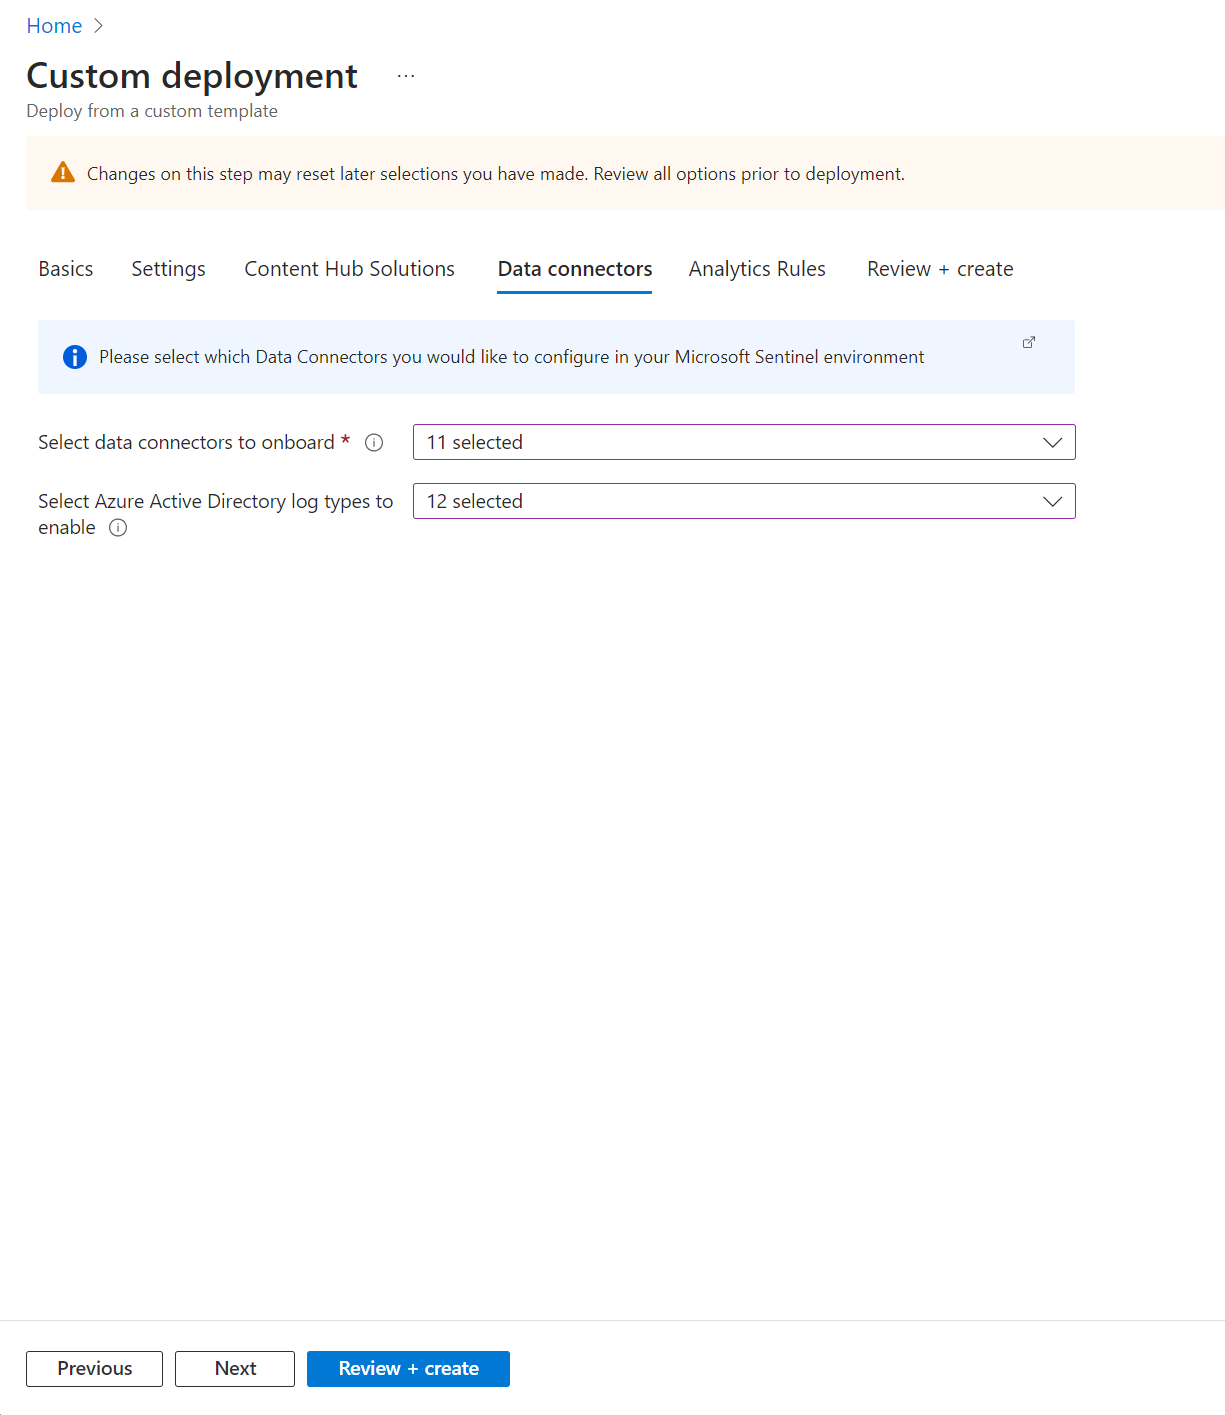 Home
Custom deployment ...
Deploy from a custom template
Changes on this step may reset later selections you have made. Review all options prior to deployment.
Basics Settings Content Hub Solutions Data connectors Analytics Rules Review + create
Please select which Data Connectors you would like to configure in your Microsoft Sentinel environment
Select data connectors to onboard * 11 selected
Select Azure Active Directory log types to 12 selected
enable
Previous Next Review + create